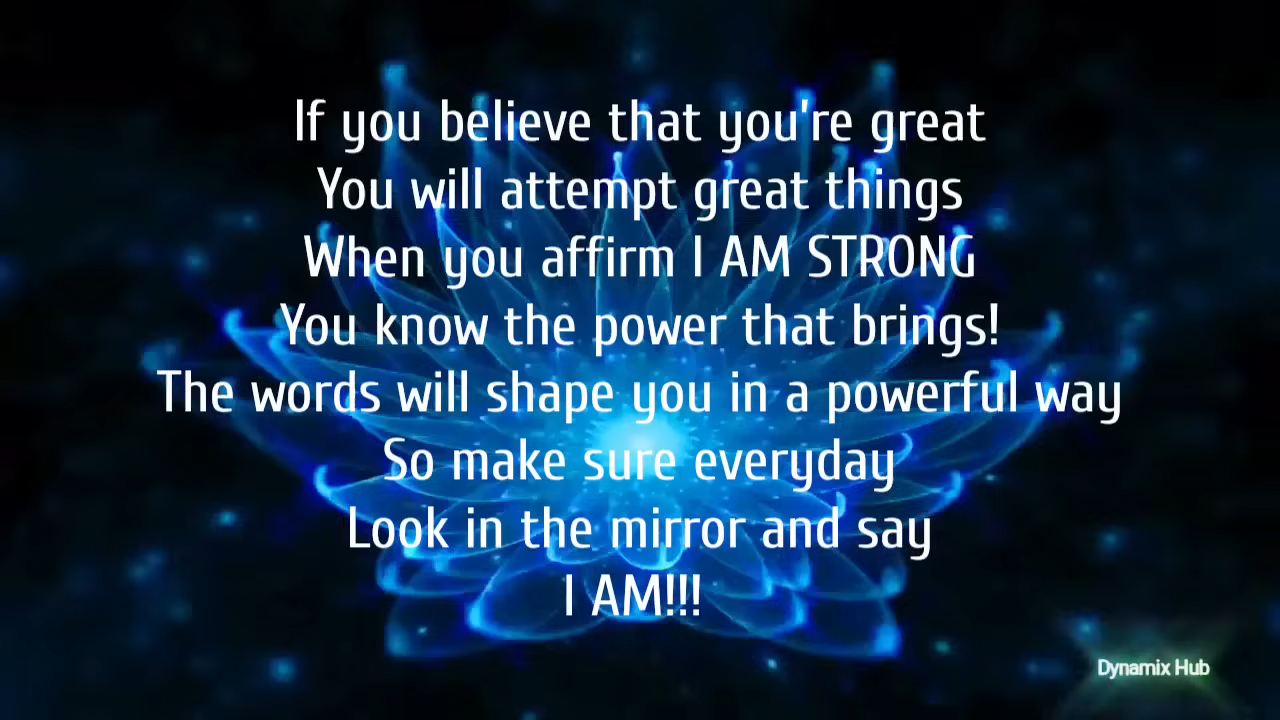 If you believe that you're great
You will attempt great things
When you affirm I AM STRONG
You know the power that brings!
The words will shape you in a powerful way
So make sure everyday
Look in the mirror and say
I AM!!!
Dynamix Hub